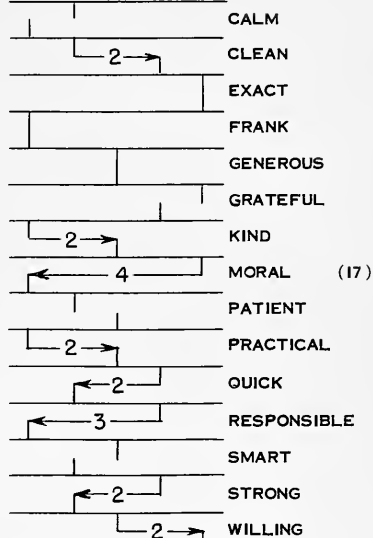 CALM
2 CLEAN
EXACT
FRANK
GENEROUS
GRATEFUL
2 KIND
4 MORAL (17)
PATIENT
2 PRACTICAL
2 QUICK
3 RESPONSIBLE
SMART
2 STRONG
2 WILLING